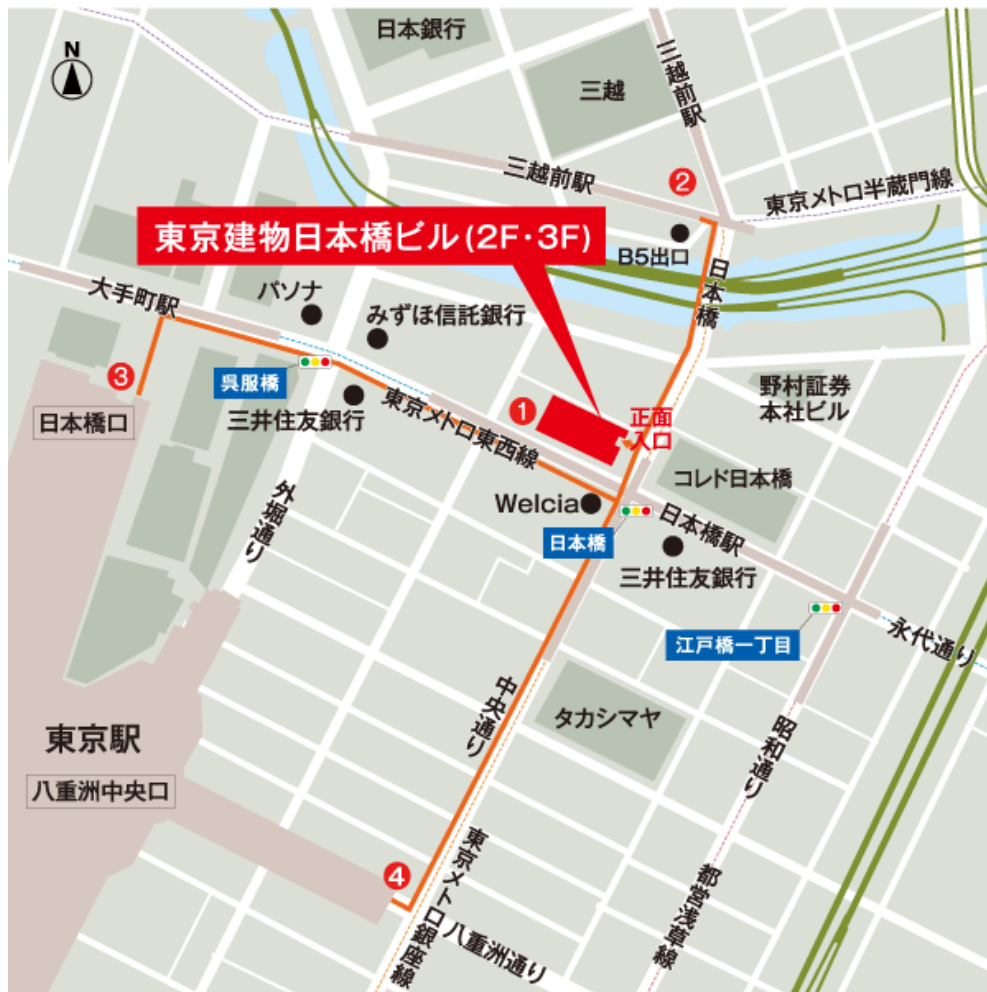 N
日本銀行
三越
三越前駅
三越前駅
2
東京メトロ半蔵門線
東京建物日本橋ビル(2F・3F)
B5出口
日本橋
大手町駅
パソナ
みずほ信託銀行
3
呉服橋
日本橋口
三井住友銀行
東京メトロ東西線
1
正面
入口
野村証券
本社ビル
コレド日本橋
外堀通り
Welcia
日本橋
日本橋駅
三井住友銀行
江戸橋一丁目
永代通り
中央通り
タカシマヤ
昭和通り
東京駅
八重洲中央口
4
東京メトロ銀座線
八重洲通り
都営浅草線